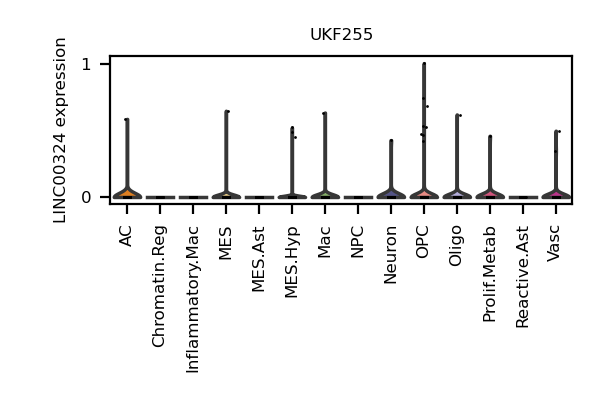 UKF255
LINC00324 expression
1
0
AC
Chromatin.Reg
Inflammatory.Mac
MES
MES.Ast
MES.Hyp
Mac
NPC
Neuron
OPC
Oligo
Prolif.Metab
Reactive.Ast
Vasc